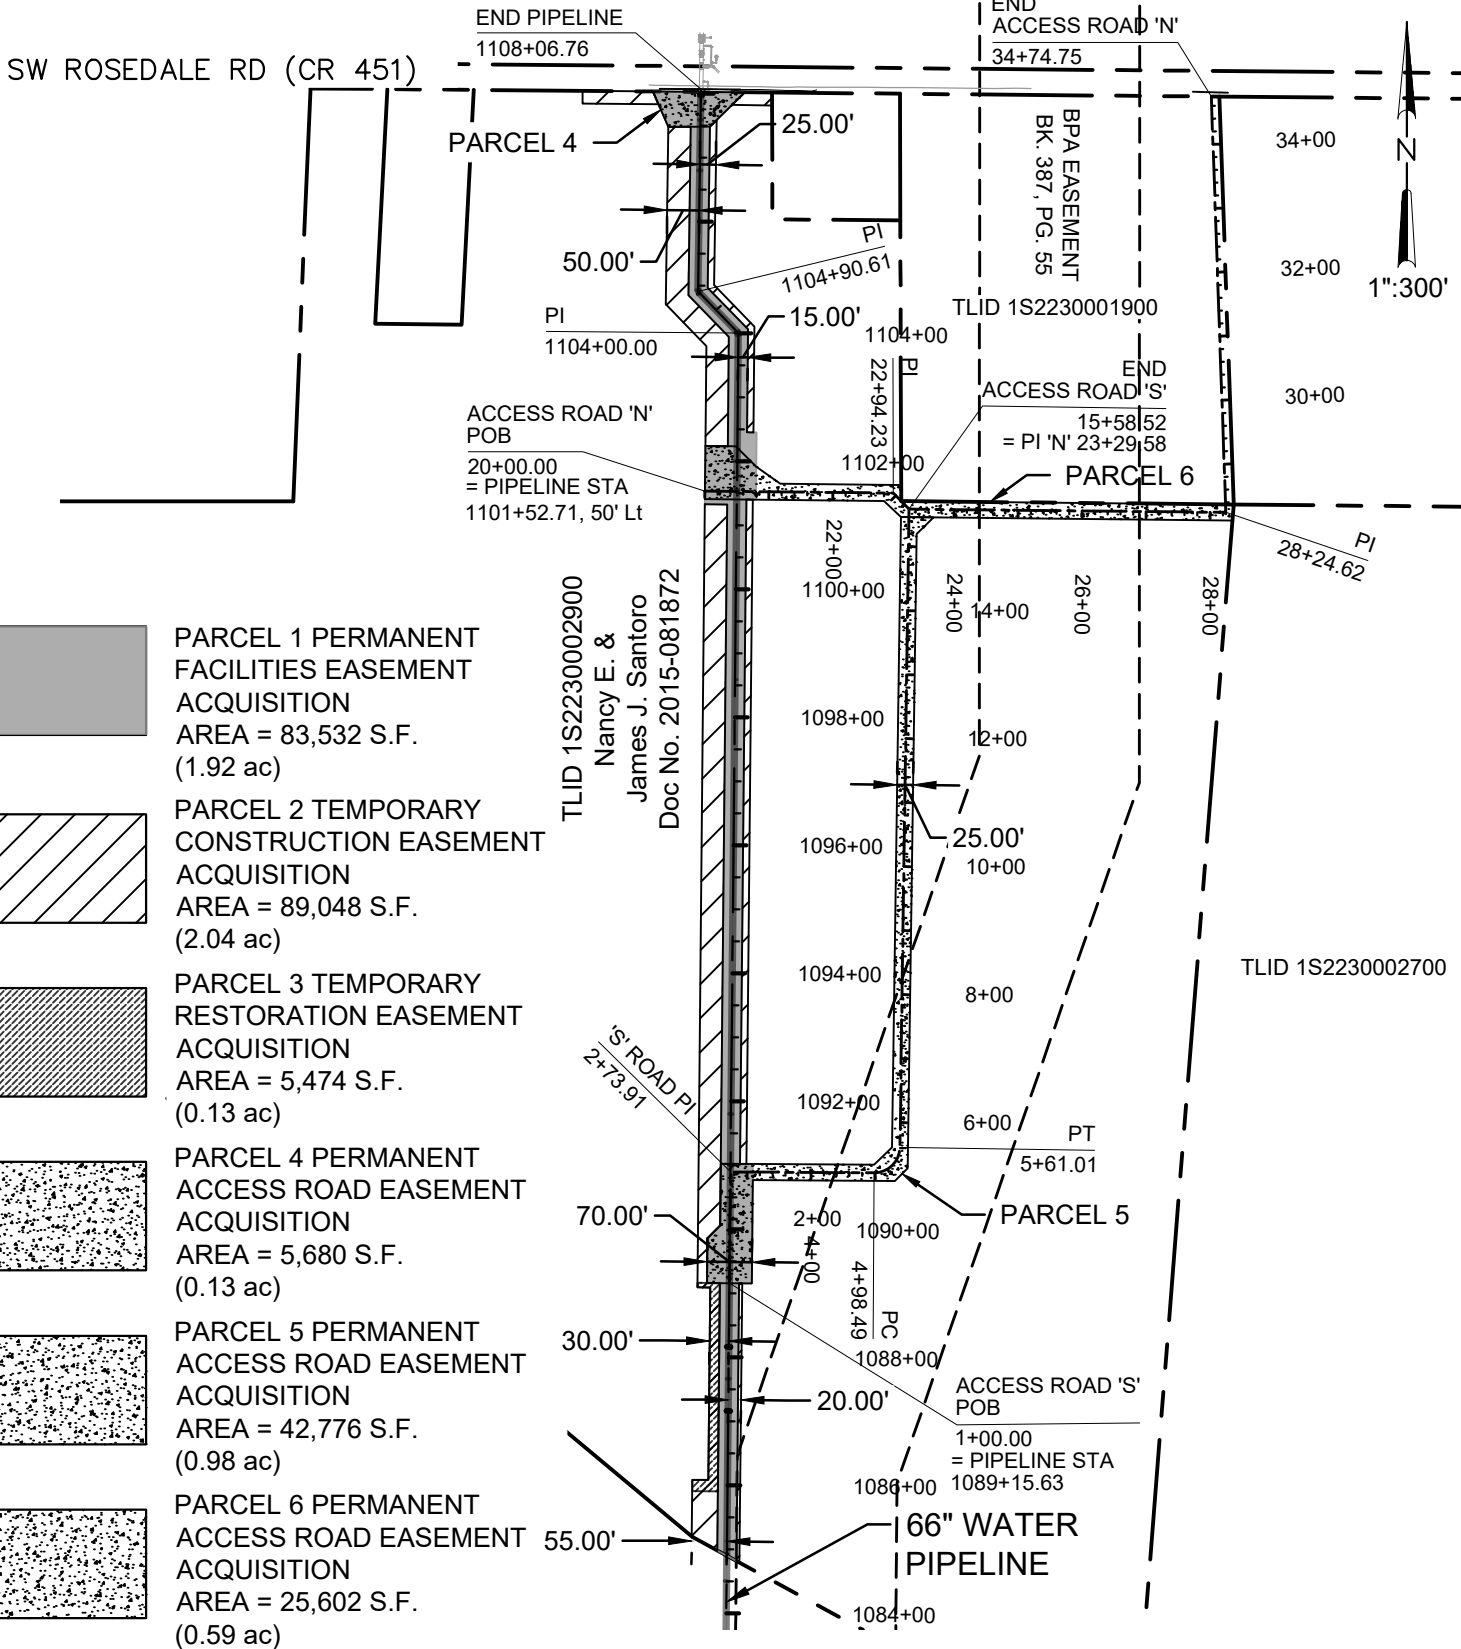 END PIPELINE
1108+06.76
END
ACCESS ROAD 'N'
34+74.75
SW ROSEDALE RD (CR 451)
PARCEL 4
25.00'
BPA EASEMENT
BK. 387, PG. 55
34+00
N
1":300'
50.00'
PI
1104+90.61
32+00
PI
1104+00.00
15.00'
TLID 1S2230001900
1104+00
PI
22+94.23
END
ACCESS ROAD 'S'
15+58.52
= PI 'N' 23+29.58
30+00
ACCESS ROAD 'N'
POB
20+00.00
= PIPELINE STA
1101+52.71, 50' Lt
1102+00
PARCEL 6
PI
28+24.62
22+00
24+00
26+00
28+00
1100+00
14+00
TLID 1S2230002900
Nancy E. &
James J. Santoro
Doc No. 2015-081872
PARCEL 1 PERMANENT
FACILITIES EASEMENT
ACQUISITION
AREA = 83,532 S.F.
(1.92 ac)
1098+00
12+00
PARCEL 2 TEMPORARY
CONSTRUCTION EASEMENT
ACQUISITION
AREA = 89,048 S.F.
(2.04 ac)
1096+00
25.00'
10+00
PARCEL 3 TEMPORARY
RESTORATION EASEMENT
ACQUISITION
AREA = 5,474 S.F.
(0.13 ac)
1094+00
8+00
TLID 1S2230002700
'S' ROAD PI
2+73.91
1092+00
6+00
PT
5+61.01
PARCEL 4 PERMANENT
ACCESS ROAD EASEMENT
ACQUISITION
AREA = 5,680 S.F.
(0.13 ac)
70.00'
2+00
4+00
1090+00
PARCEL 5
PC
4+98.49
PARCEL 5 PERMANENT
ACCESS ROAD EASEMENT
ACQUISITION
AREA = 42,776 S.F.
(0.98 ac)
30.00'
1088+00
20.00'
ACCESS ROAD 'S'
POB
1+00.00
= PIPELINE STA
1089+15.63
1086+00
PARCEL 6 PERMANENT
ACCESS ROAD EASEMENT
ACQUISITION
AREA = 25,602 S.F.
(0.59 ac)
55.00'
66" WATER
PIPELINE
1084+00